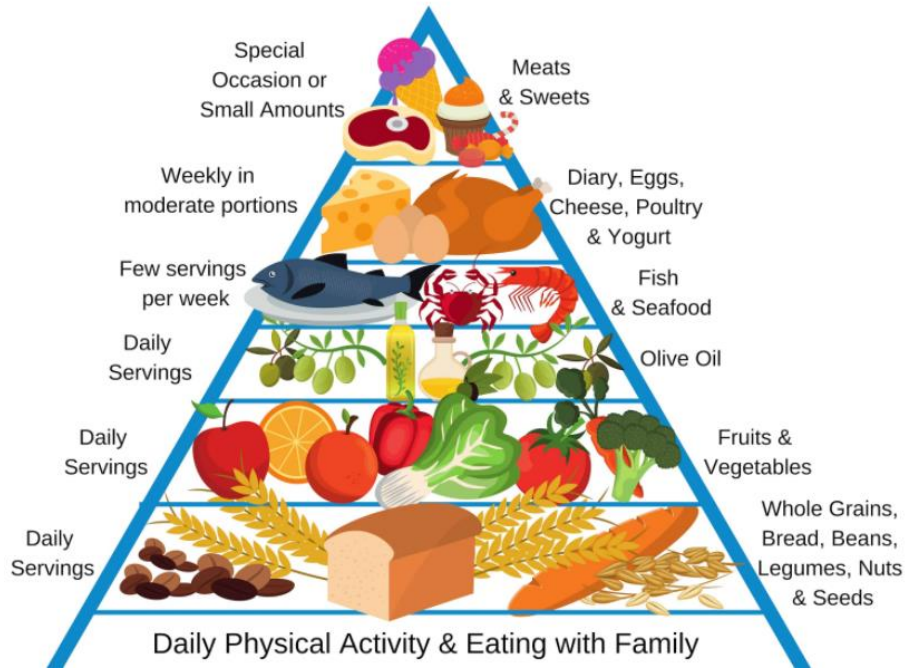 Special
Occasion or
Small Amounts
Meats
& Sweets
Weekly in
moderate portions
Diary, Eggs,
Cheese, Poultry
& Yogurt
Few servings
per week
Fish
& Seafood
Daily
Servings
Olive Oil
Daily
Servings
Fruits &
Vegetables
Daily
Servings
Whole Grains,
Bread, Beans,
Legumes, Nuts
& Seeds
Daily Physical Activity & Eating with Family